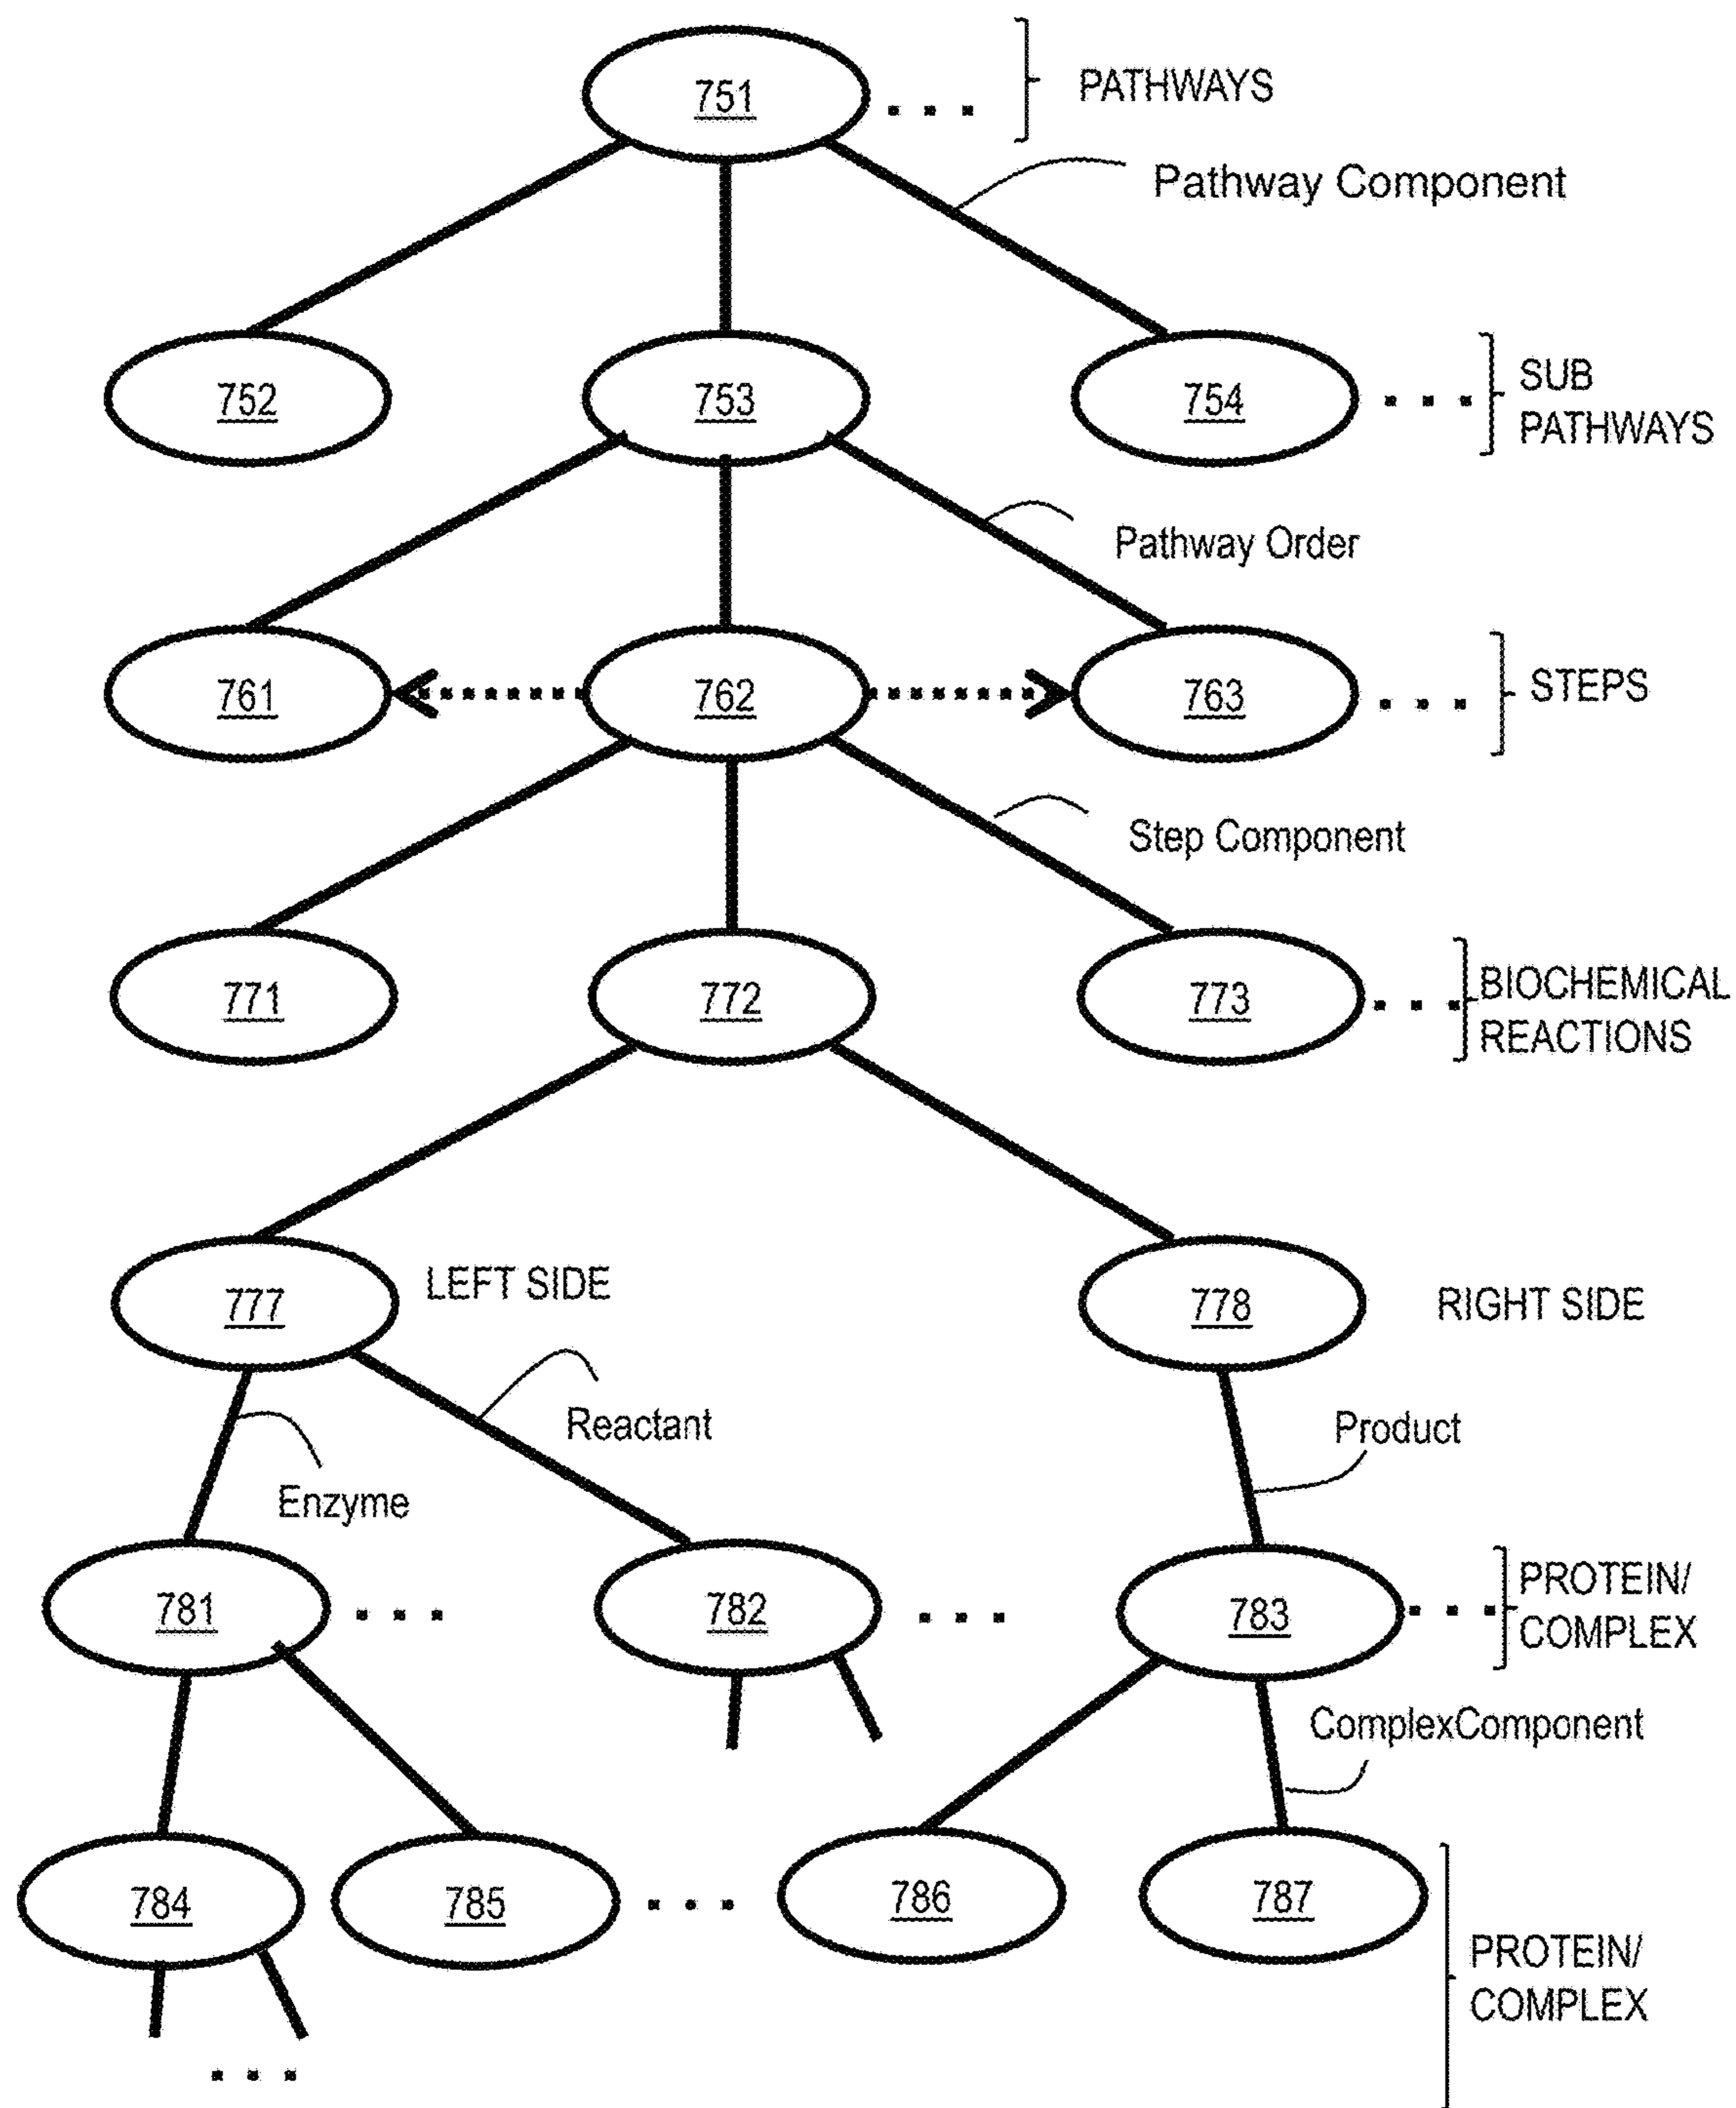 751
PATHWAYS
Pathway Component
752
753
754
SUB
PATHWAYS
Pathway Order
761
762
763
STEPS
Step Component
771
772
773
BIOCHEMICAL
REACTIONS
777
LEFT SIDE
778
RIGHT SIDE
Reactant
Product
Enzyme
781
782
783
PROTEIN/
COMPLEX
ComplexComponent
784
785
786
787
PROTEIN/
COMPLEX